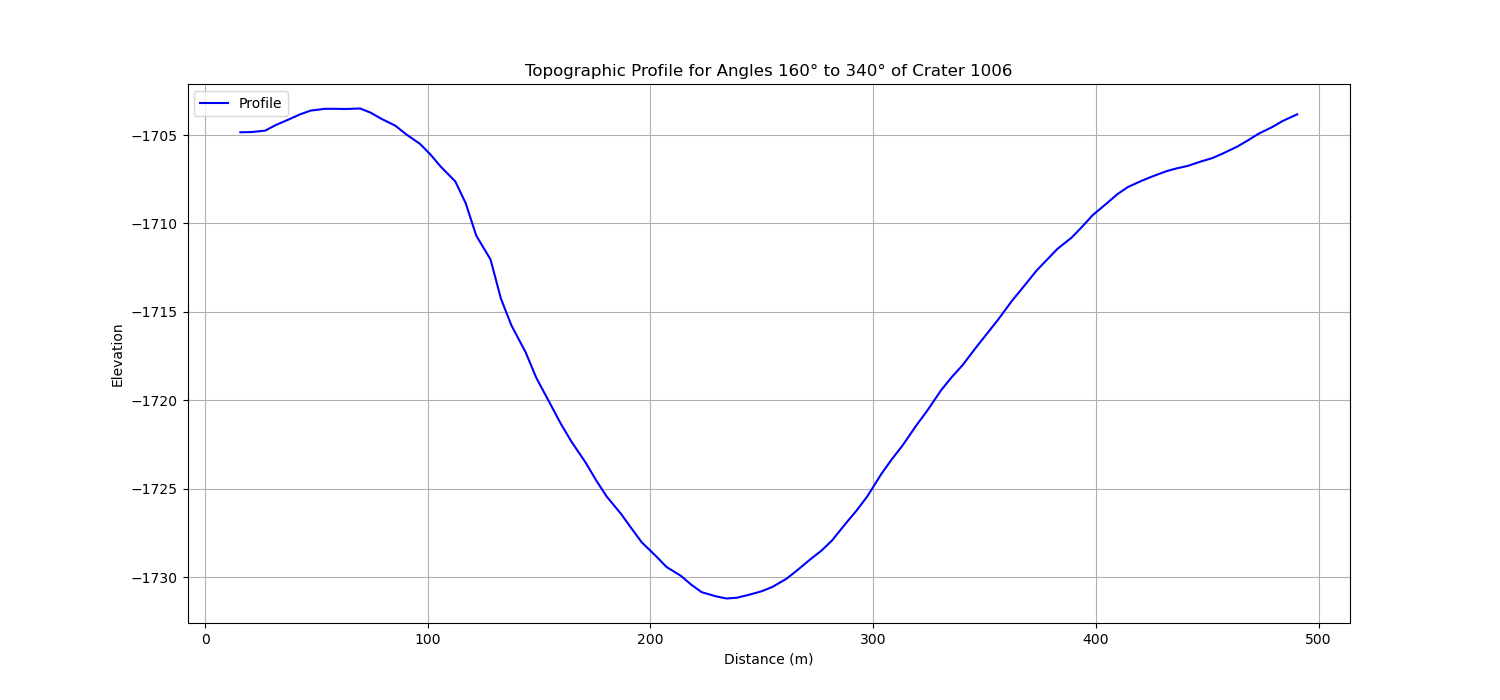 Topographic Profile for Angles 160° to 340° of Crater 1006
Profile
−1705
−1710
−1715
−1720
−1725
−1730
Elevation
0 100 200 300 400 500
Distance (m)